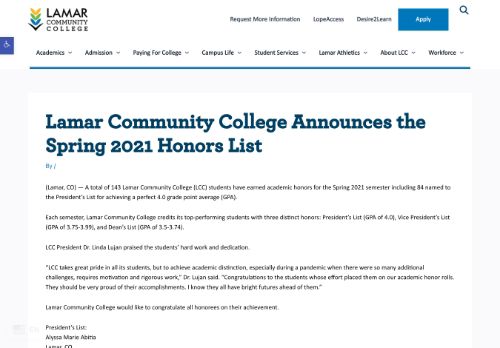 LAMAR
COMMUNITY
COLLEGE
Request More Information LopeAccess Desire2Learn Apply
Academics Admission Paying For College Campus Life Student Services Lamar Athletics About LCC Workforce
Lamar Community College Announces the
Spring 2021 Honors List
By /
(Lamar, CO) — A total of 143 Lamar Community College (LCC) students have earned academic honors for the Spring 2021 semester including 84 named to
the President's List for achieving a perfect 4.0 grade point average (GPA).
Each semester, Lamar Community College credits its top-performing students with three distinct honors: President's List (GPA of 4.0), Vice President's List
(GPA of 3.75-3.99), and Dean's List (GPA of 3.5-3.74).
LCC President Dr. Linda Lujan praised the students' hard work and dedication.
"LCC takes great pride in all its students, but to achieve academic distinction, especially during a pandemic when there were so many additional
challenges, requires motivation and rigorous work," Dr. Lujan said. "Congratulations to the students whose effort placed them on our academic honor rolls.
They should be very proud of their accomplishments. I know they all have bright futures ahead of them."
Lamar Community College would like to congratulate all honorees on their achievement.
President's List:
Alyssa Marie Abitia
Lamar, CO